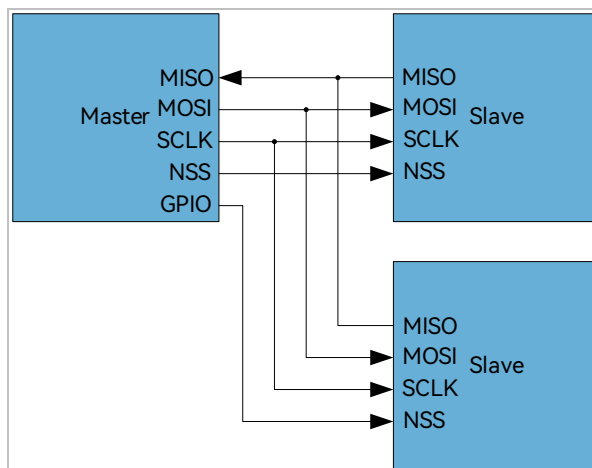 Master
MISO
MOSI
SCLK
NSS
GPIO
MISO
MOSI
SCLK
NSS
Slave
MISO
MOSI
SCLK
NSS
Slave